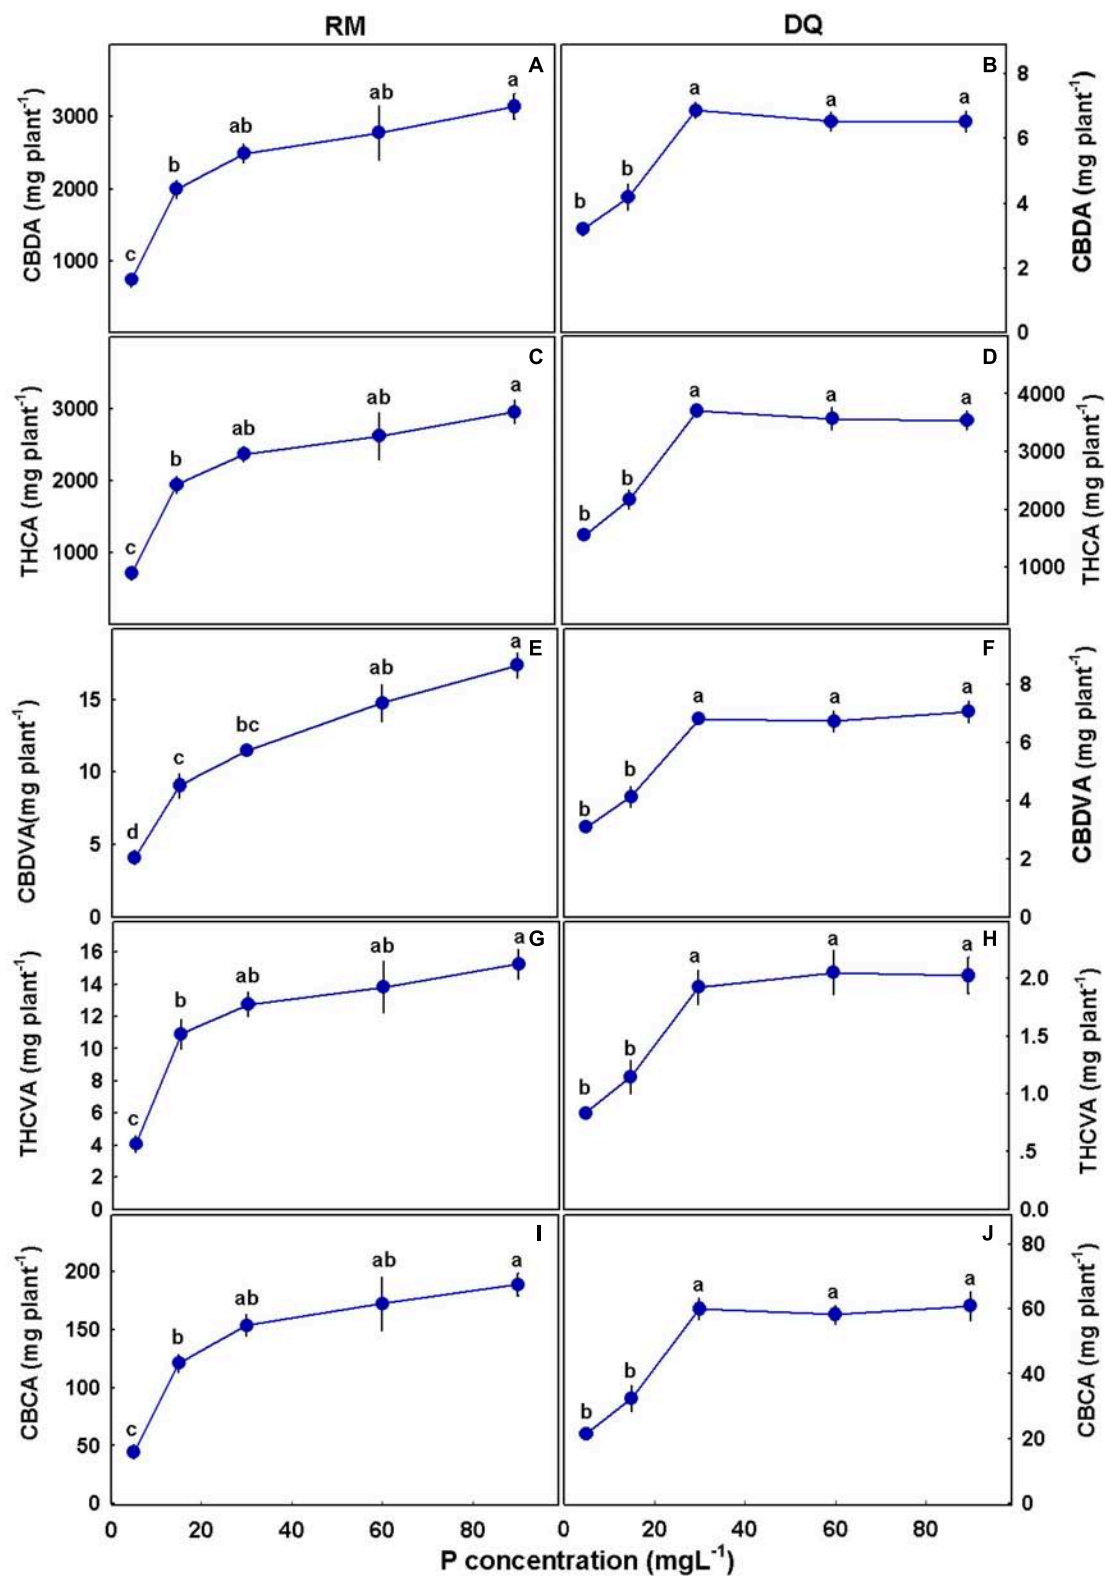 RM DQ
A
CBDA (mg plant⁻¹)
3000
2000
1000
c b ab ab a
B
CBDA (mg plant⁻¹)
8
6
4
2
0
b b a a a
C
THCA (mg plant⁻¹)
3000
2000
1000
c b ab ab a
D
THCA (mg plant⁻¹)
4000
3000
2000
1000
b b a a a
E
CBDVA(mg plant⁻¹)
15
10
5
0
d c bc ab a
F
CBDVA (mg plant⁻¹)
8
6
4
2
0
b b a a a
G
THCVA (mg plant⁻¹)
16
14
12
10
8
6
4
2
0
c b ab ab a
H
THCVA (mg plant⁻¹)
2.0
1.5
1.0
.5
0.0
b b a a a
I
CBCA (mg plant⁻¹)
200
150
100
50
0
c b ab ab a
J
CBCA (mg plant⁻¹)
80
60
40
20
0
b b a a a
0 20 40 60 80 0 20 40 60 80
P concentration (mgL⁻¹)